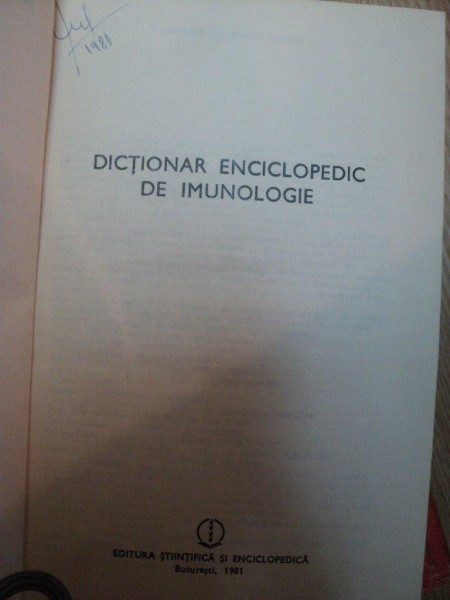 1981
DICȚIONAR ENCICLOPEDIC
DE IMUNOLOGIE
EDITURA ȘTIINȚIFICĂ ȘI ENCICLOPEDICĂ
București, 1981